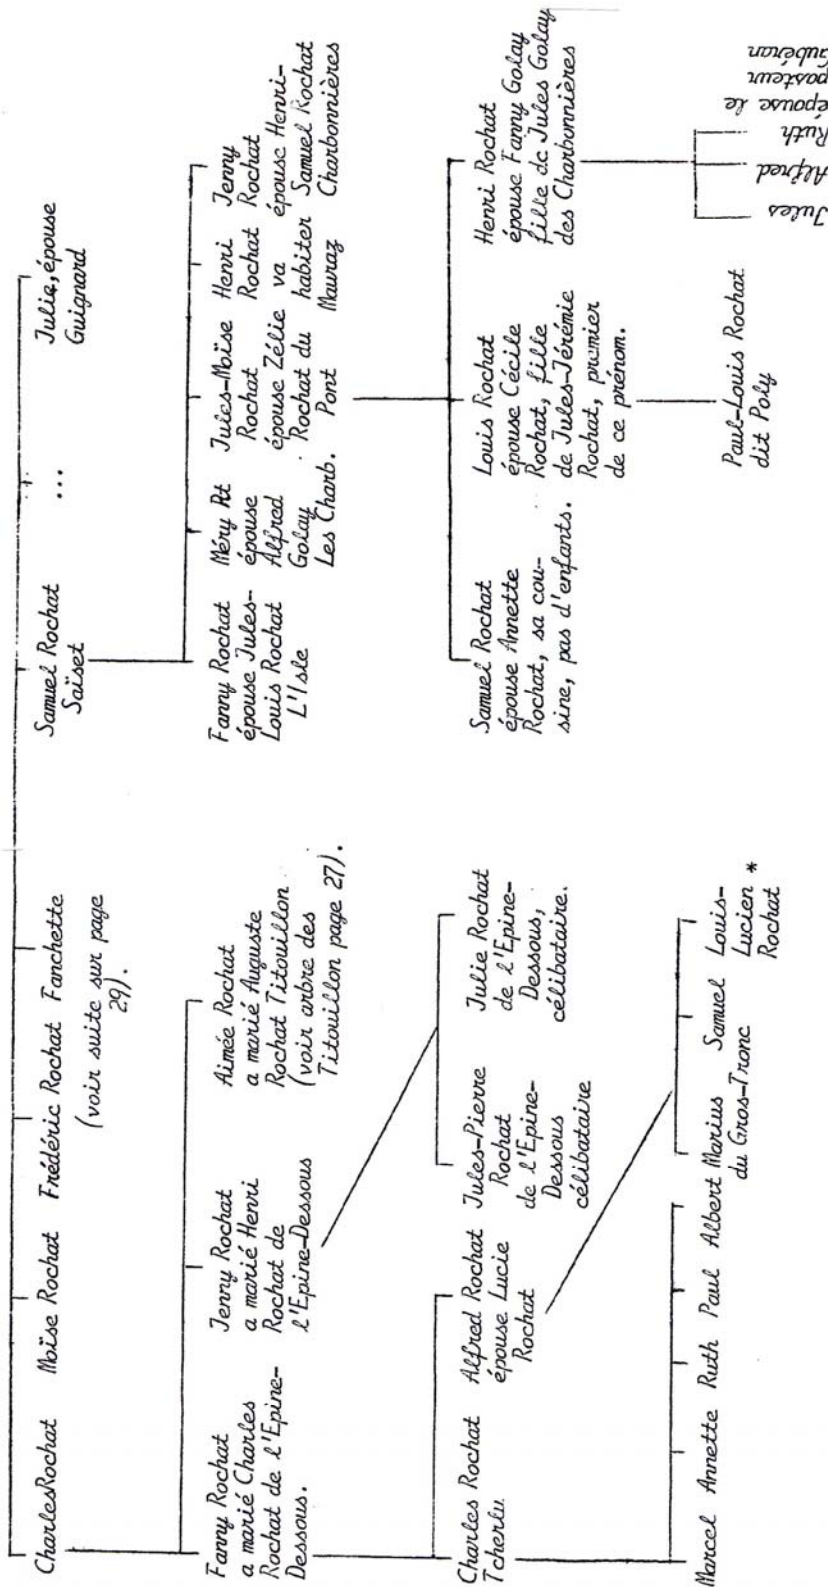 CharlesRochat
Moïse Rochat
Frédéric Rochat
Fanchette
(voir suite sur page
29).
Samuel Rochat
Saïset
...
Julie, épouse
Guignard
Fanny Rochat
a marié Charles
Rochat de l'Epine-
Dessous.
Jenny Rochat
a marié Henri
Rochat de
l'Epine-Dessous
Aimée Rochat
a marié Auguste
Rochat Titouillon
(voir arbre des
Titouillon page 27).
Fanny Rochat
épouse Jules-
Louis Rochat
L'Isle
Méry Rt
épouse
Alfred
Golay
Les Charb.
Jules-Moïse
Rochat
épouse Zélie
Rochat du
Pont
Henri
Rochat
va
habiter
Mauraz
Jenny
Rochat
épouse Henri-
Samuel Rochat
Charbonnières
Charles Rochat
Tcherlu
Alfred Rochat
épouse Lucie
Rochat
Jules-Pierre
Rochat
de l'Epine-
Dessous
célibataire
Julie Rochat
de l'Epine-
Dessous,
célibataire.
Samuel Rochat
épouse Annette
Rochat, sa cou-
sine, pas d'enfants.
Louis Rochat
épouse Cécile
Rochat, fille
de Jules-Jérémie
Rochat, premier
de ce prénom.
Henri Rochat
épouse Fanny Golay
fille de Jules Golay
des Charbonnières
Marcel
Annette
Ruth
Paul
Albert
Marius
du Gros-Tronc
Samuel
Louis-
Lucien *
Rochat
Paul-Louis Rochat
dit Poly
Jules
Alfred
Ruth
épouse le
pasteur